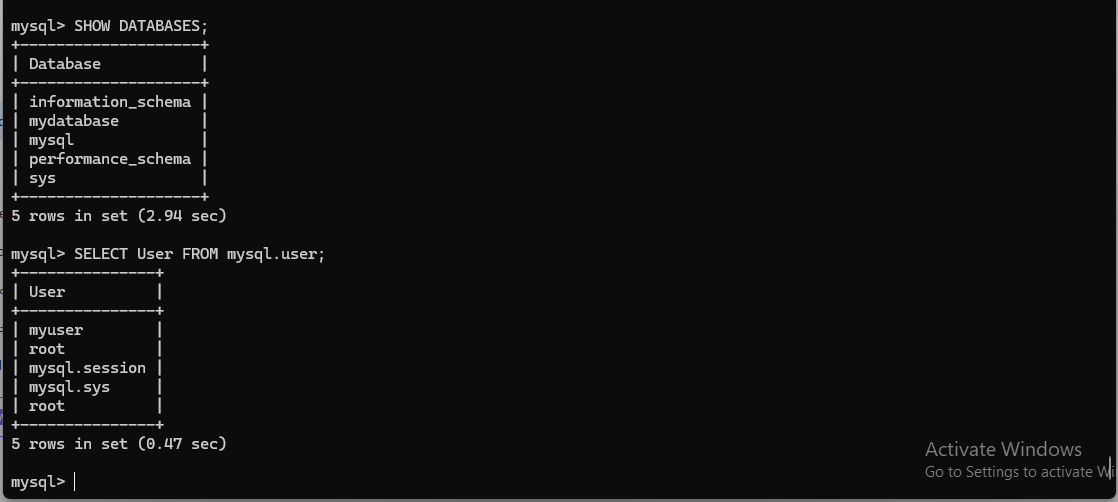 mysql> SHOW DATABASES;
+--------------------+
| Database           |
+--------------------+
| information_schema |
| mydatabase         |
| mysql              |
| performance_schema |
| sys                |
+--------------------+
5 rows in set (2.94 sec)
mysql> SELECT User FROM mysql.user;
+---------------+
| User          |
+---------------+
| myuser        |
| root          |
| mysql.session |
| mysql.sys     |
| root          |
+---------------+
5 rows in set (0.47 sec)
mysql>
Activate Windows
Go to Settings to activate Wi